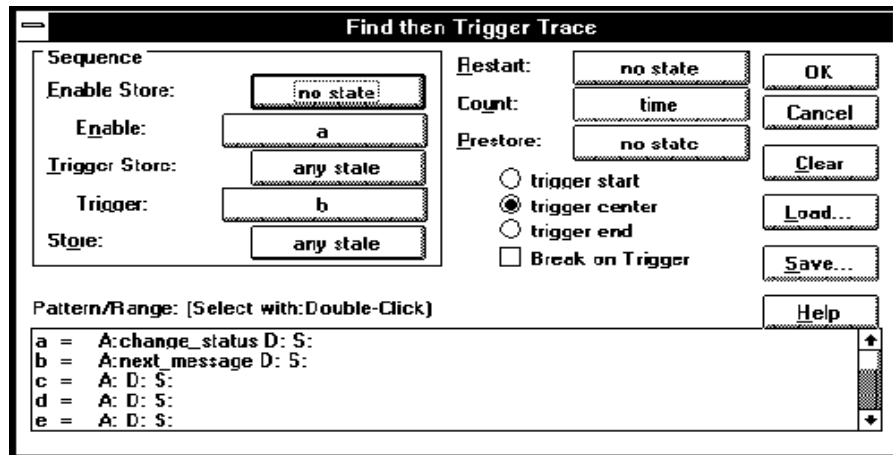 Find then Trigger Trace
Sequence
Enable Store: no state
Enable: a
Trigger Store: any state
Trigger: b
Store: any state
Restart: no state
Count: time
Prestore: no state
trigger start
trigger center
trigger end
Break on Trigger
OK
Cancel
Clear
Load...
Save...
Help
Pattern/Range: (Select with:Double-Click)
a = A:change_status D: S:
b = A:next_message D: S:
c = A: D: S:
d = A: D: S:
e = A: D: S: